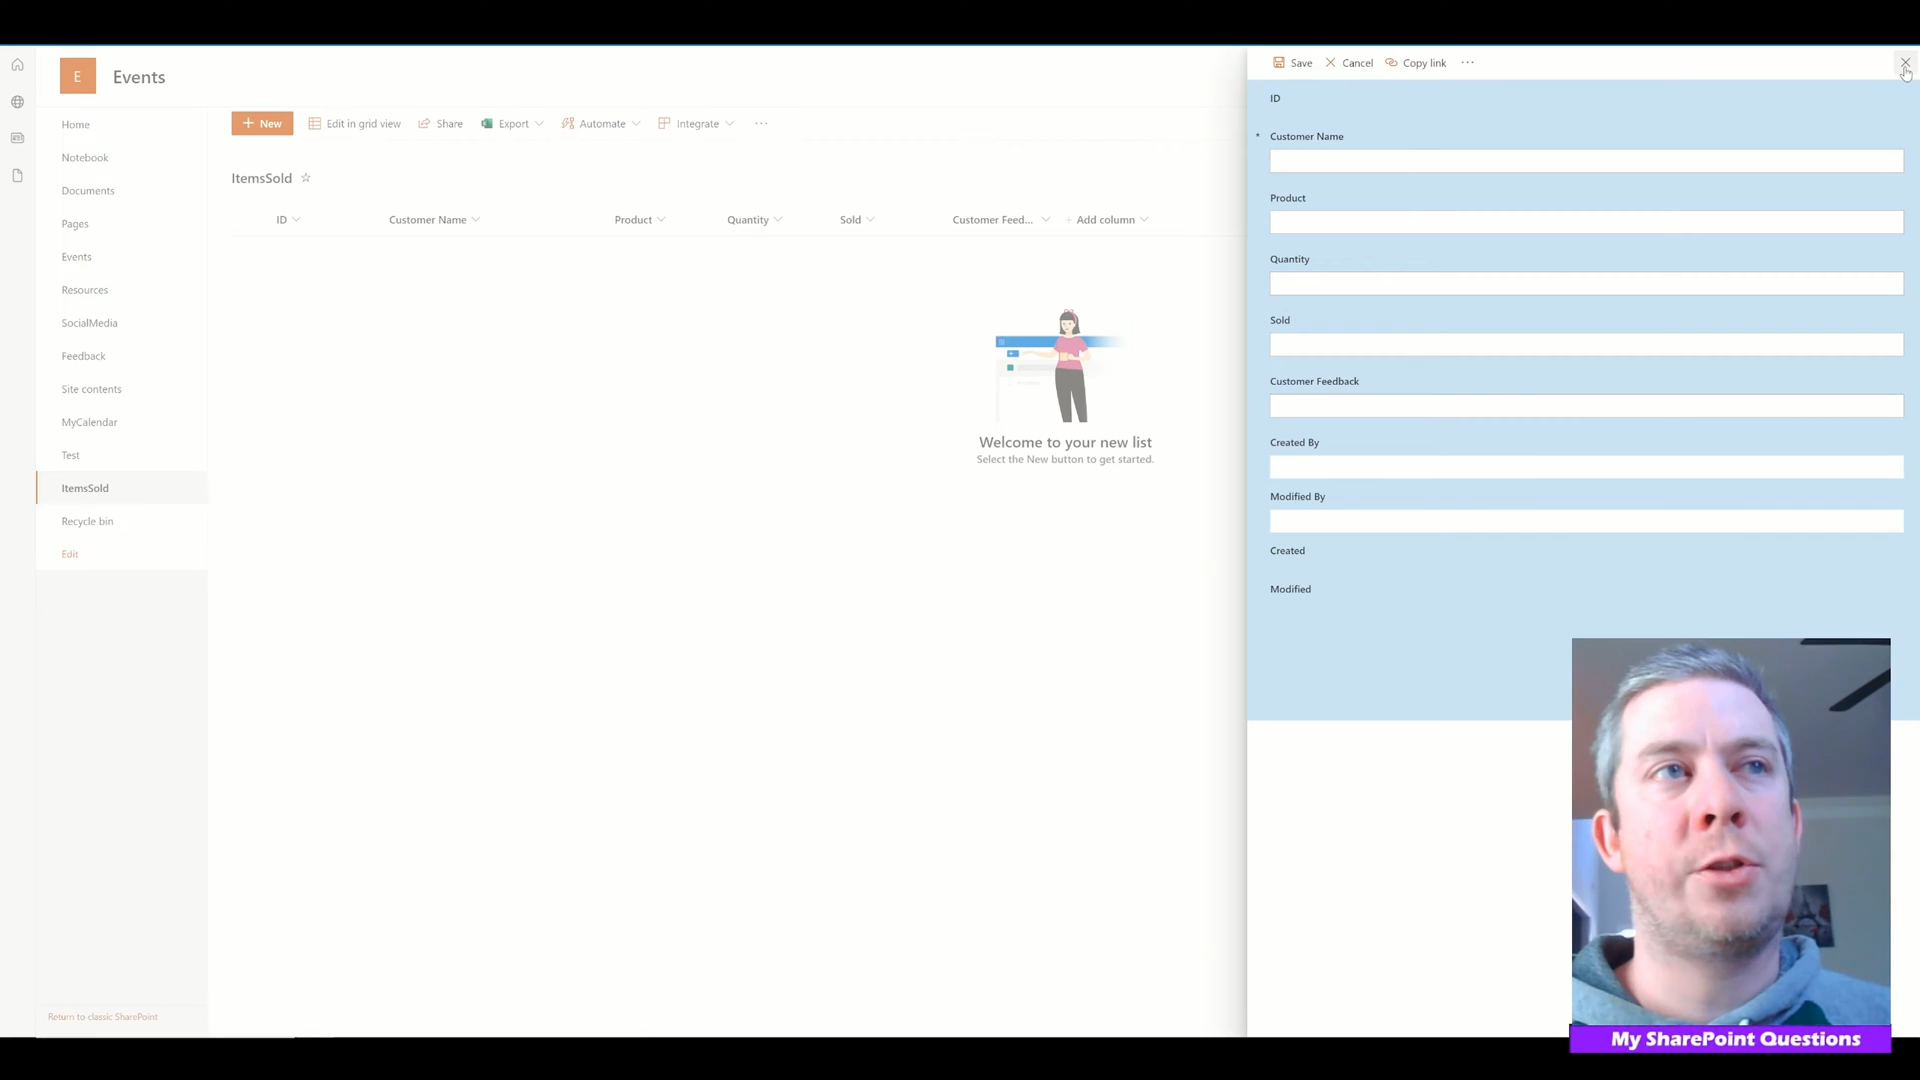 E
Events
Home
Notebook
Documents
Pages
Events
Resources
SocialMedia
Feedback
Site contents
MyCalendar
Test
ItemsSold
Recycle bin
Edit
Return to classic SharePoint
New Edit in grid view Share Export Automate Integrate ...
ItemsSold
ID Customer Name Product Quantity Sold Customer Feed... + Add column
Welcome to your new list
Select the New button to get started.
Save Cancel Copy link ...
ID
* Customer Name
Product
Quantity
Sold
Customer Feedback
Created By
Modified By
Created
Modified
My SharePoint Questions